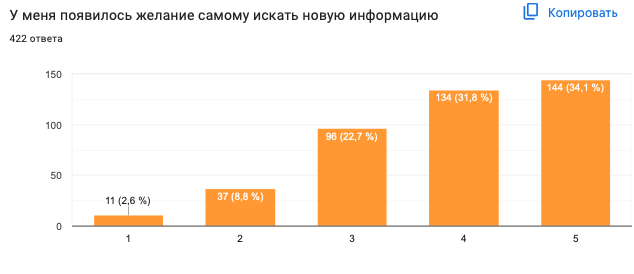 У меня появилось желание самому искать новую информацию
Копировать
422 ответа
150
100
50
0
11 (2,6 %)
37 (8,8 %)
96 (22,7 %)
134 (31,8 %)
144 (34,1 %)
1 2 3 4 5